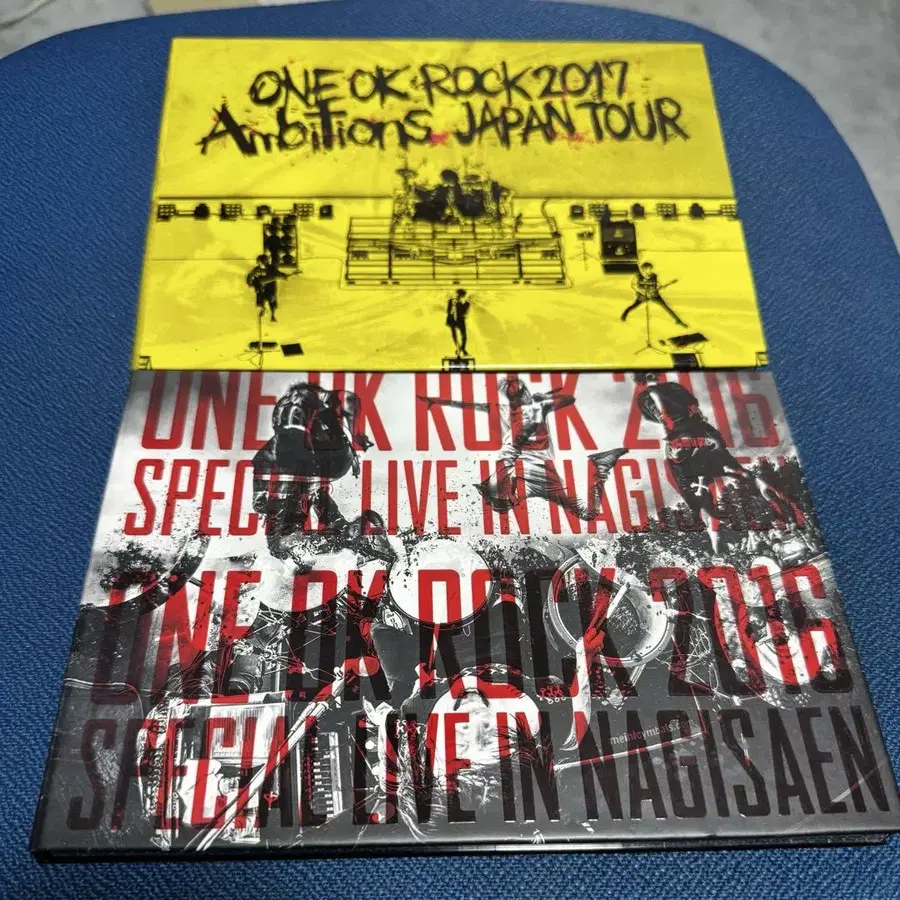 ONE OK ROCK 2017
Ambitions JAPAN TOUR
ONE OK ROCK 2016
SPECIAL LIVE IN NAGISAEN
ONE OK ROCK 2016
SPECIAL LIVE IN NAGISAEN